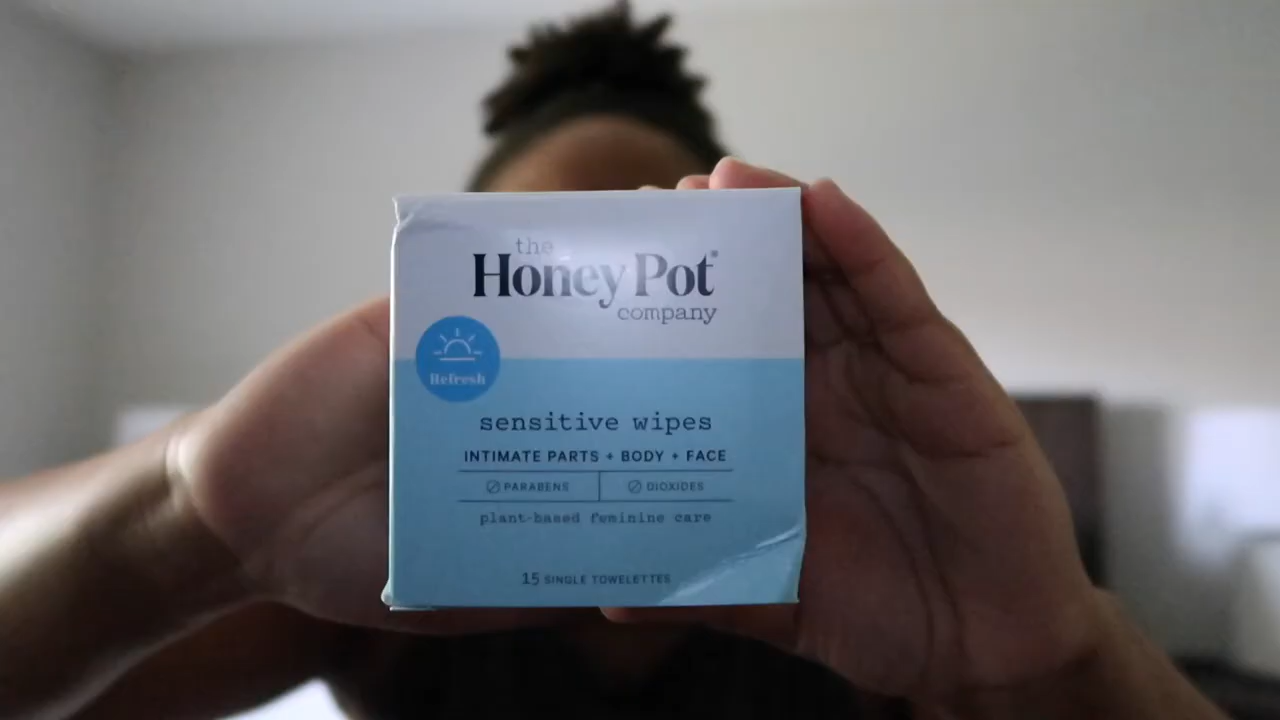 the
Honey Pot®
company
Refresh
sensitive wipes
INTIMATE PARTS + BODY + FACE
PARABENS
DIOXIDES
plant-based feminine care
15 SINGLE TOWELETTES